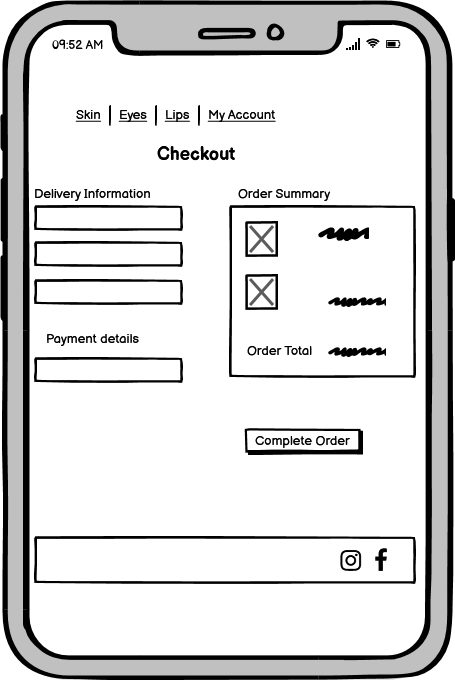 09:52 AM
Skin | Eyes | Lips | My Account
Checkout
Delivery Information
Order Summary
Payment details
Order Total
Complete Order